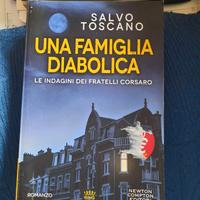 SALVO
TOSCANO
UNA FAMIGLIA
DIABOLICA
LE INDAGINI DEI FRATELLI CORSARO
ROMANZO
NEWTON
COMPTON
EDITORI